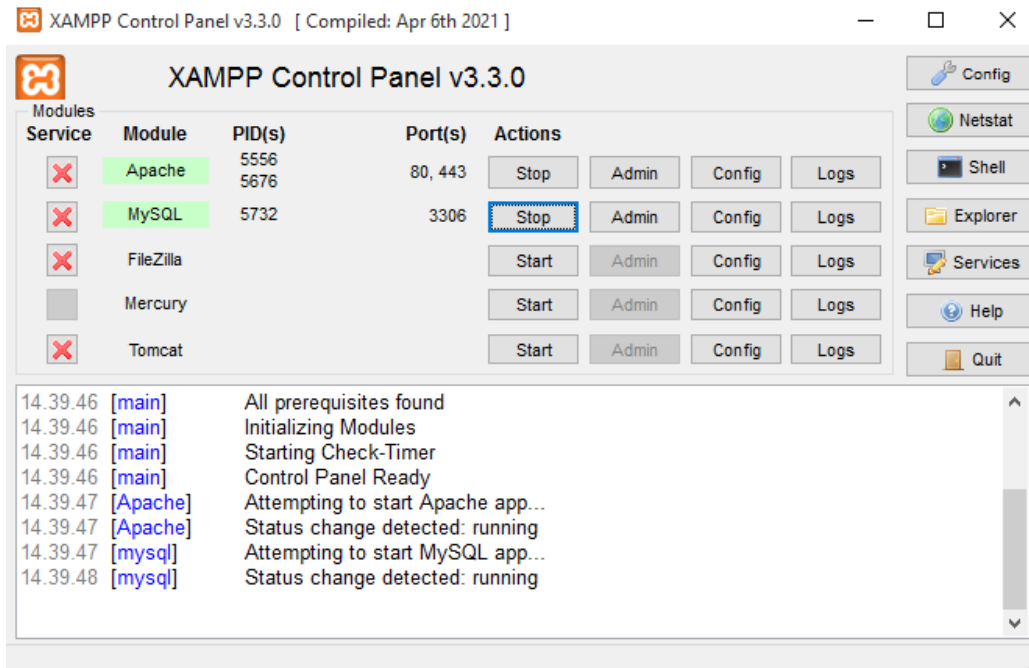 XAMPP Control Panel v3.3.0 [ Compiled: Apr 6th 2021 ]
XAMPP Control Panel v3.3.0
Config
Modules
Service Module PID(s) Port(s) Actions
Netstat
Apache 5556 5676 80, 443 Stop Admin Config Logs
Shell
MySQL 5732 3306 Stop Admin Config Logs
Explorer
FileZilla Start Admin Config Logs
Services
Mercury Start Admin Config Logs
Help
Tomcat Start Admin Config Logs
Quit
14.39.46 [main] All prerequisites found
14.39.46 [main] Initializing Modules
14.39.46 [main] Starting Check-Timer
14.39.46 [main] Control Panel Ready
14.39.47 [Apache] Attempting to start Apache app...
14.39.47 [Apache] Status change detected: running
14.39.47 [mysql] Attempting to start MySQL app...
14.39.48 [mysql] Status change detected: running